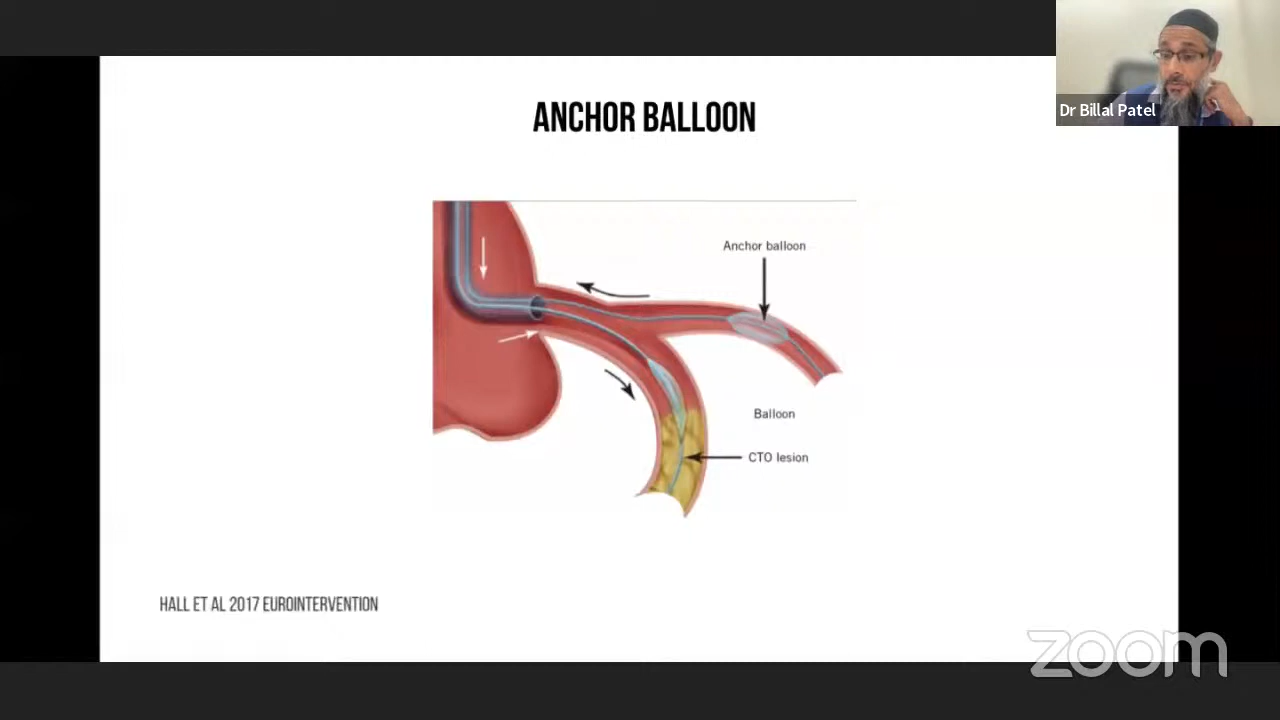 Dr Billal Patel
ANCHOR BALLOON
Anchor balloon
Balloon
CTO lesion
HALL ET AL 2017 EUROINTERVENTION
zoom